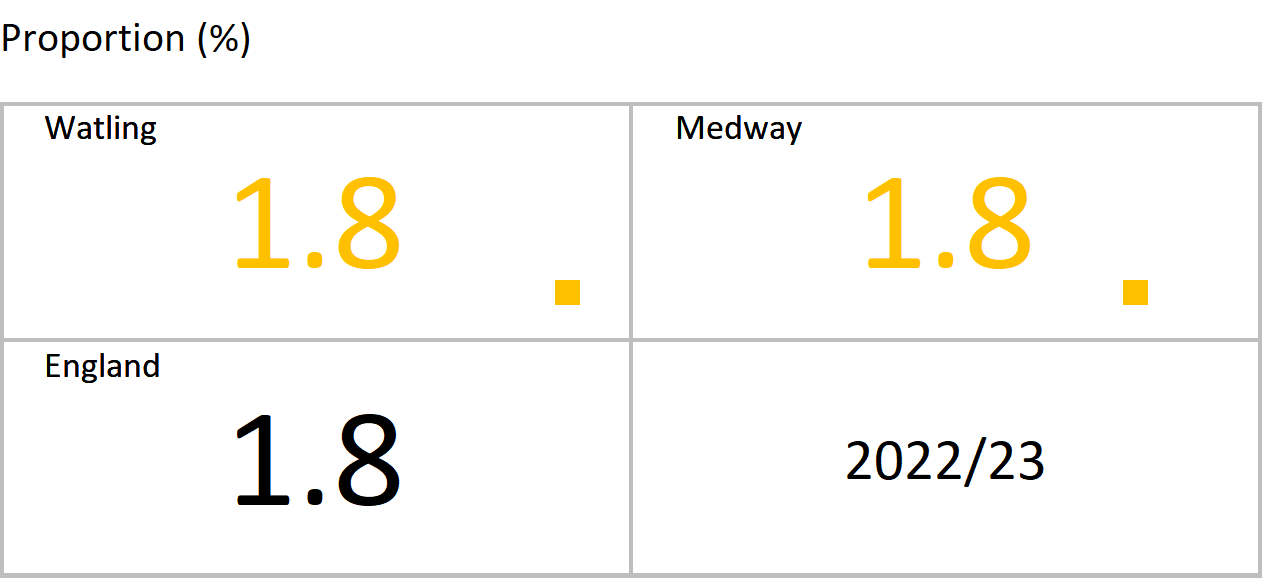 Proportion (%)
Watling
1.8
Medway
1.8
England
1.8
2022/23